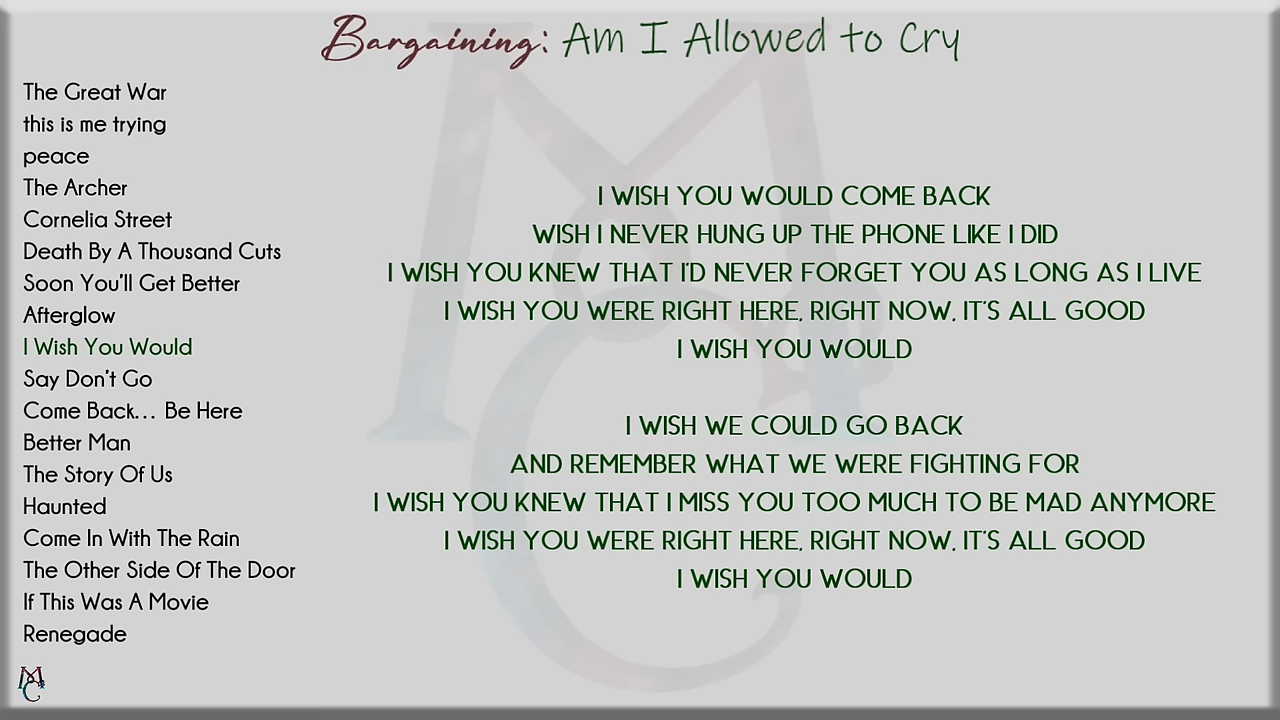 Bargaining: Am I Allowed to Cry
The Great War
this is me trying
peace
The Archer
Cornelia Street
Death By A Thousand Cuts
Soon You'll Get Better
Afterglow
I Wish You Would
Say Don't Go
Come Back... Be Here
Better Man
The Story Of Us
Haunted
Come In With The Rain
The Other Side Of The Door
If This Was A Movie
Renegade
I WISH YOU WOULD COME BACK
WISH I NEVER HUNG UP THE PHONE LIKE I DID
I WISH YOU KNEW THAT I'D NEVER FORGET YOU AS LONG AS I LIVE
I WISH YOU WERE RIGHT HERE, RIGHT NOW, IT'S ALL GOOD
I WISH YOU WOULD
I WISH WE COULD GO BACK
AND REMEMBER WHAT WE WERE FIGHTING FOR
I WISH YOU KNEW THAT I MISS YOU TOO MUCH TO BE MAD ANYMORE
I WISH YOU WERE RIGHT HERE, RIGHT NOW, IT'S ALL GOOD
I WISH YOU WOULD